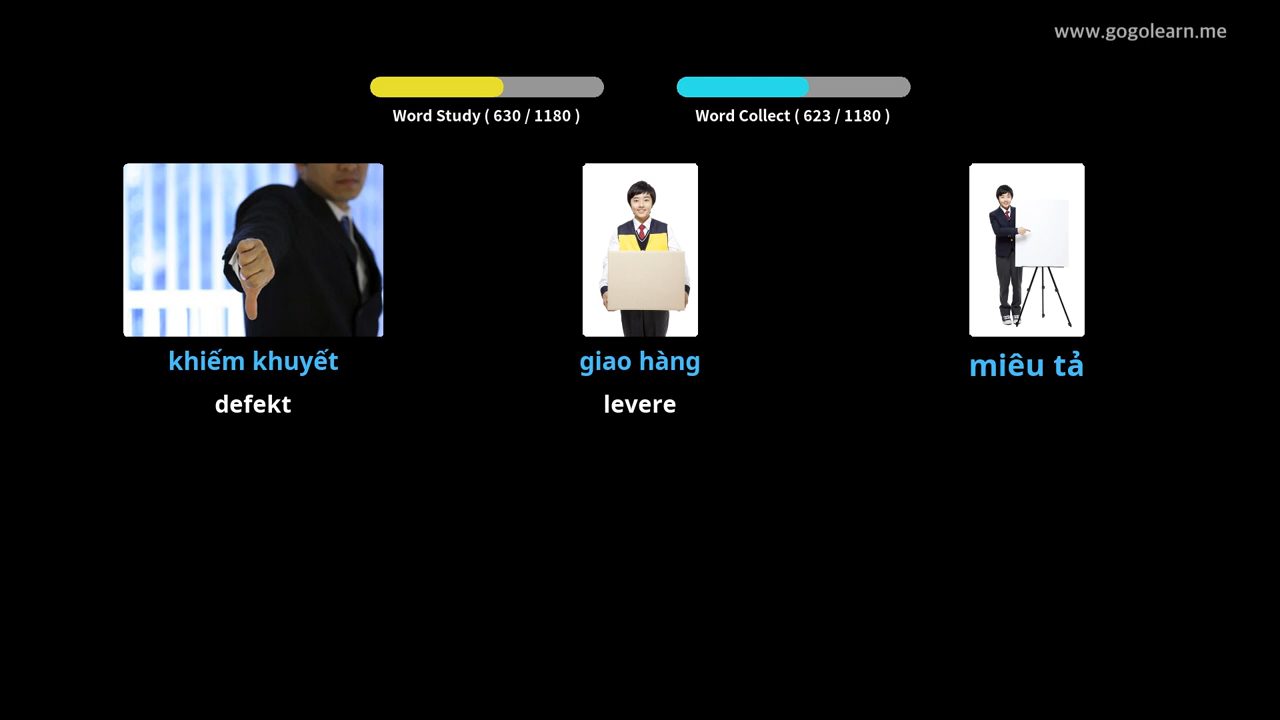 www.gogolearn.me
Word Study ( 630 / 1180 )
Word Collect ( 623 / 1180 )
khiếm khuyết
giao hàng
miêu tả
defekt
levere